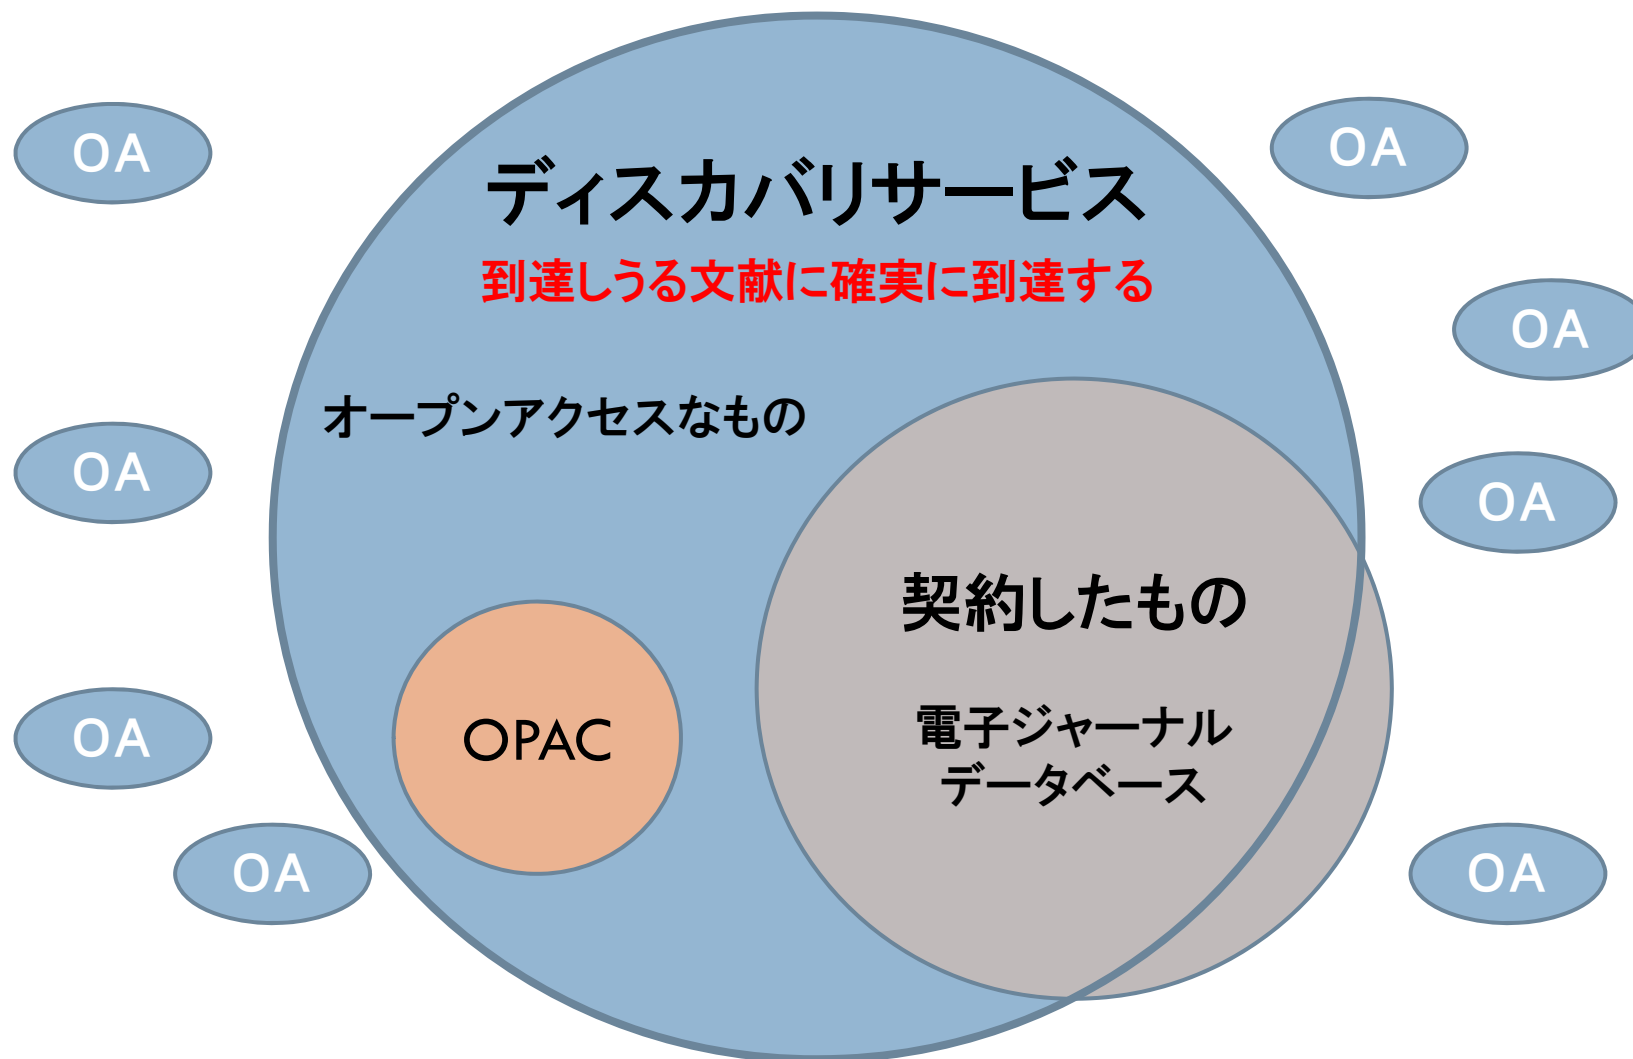 OA
OA
ディスカバリサービス
到達しうる文献に確実に到達する
OA
オープンアクセスなもの
OA
OA
契約したもの
OPAC
電子ジャーナル
データベース
OA
OA
OA